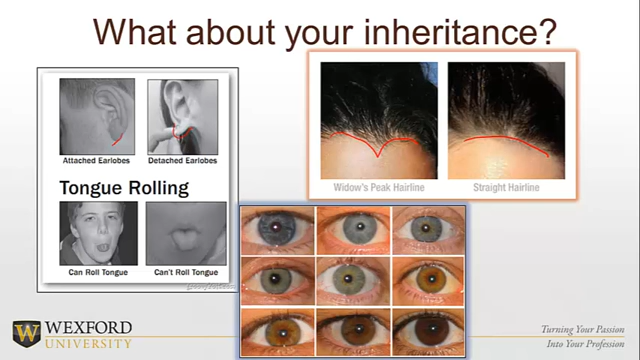 What about your inheritance?
Attached Earlobes
Detached Earlobes
Tongue Rolling
Can Roll Tongue
Can't Roll Tongue
Widow's Peak Hairline
Straight Hairline
W
WEXFORD
UNIVERSITY
Turning Your Passion
Into Your Profession